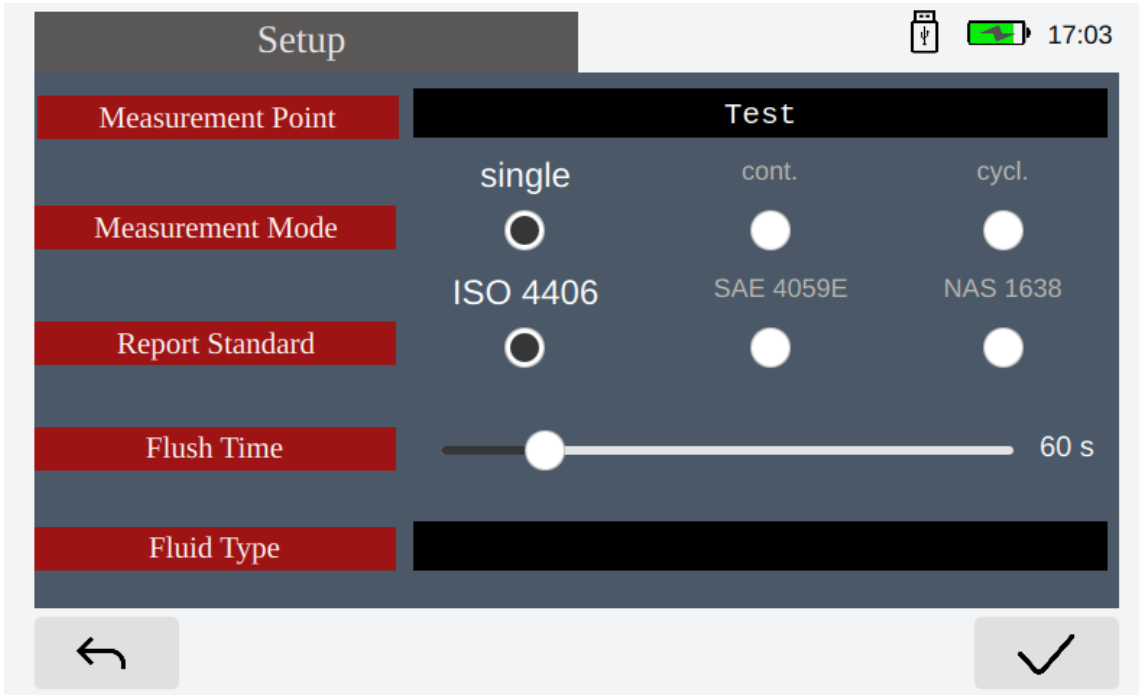 Setup
17:03
Measurement Point
Test
single
cont.
cycl.
Measurement Mode
ISO 4406
SAE 4059E
NAS 1638
Report Standard
Flush Time
60 s
Fluid Type